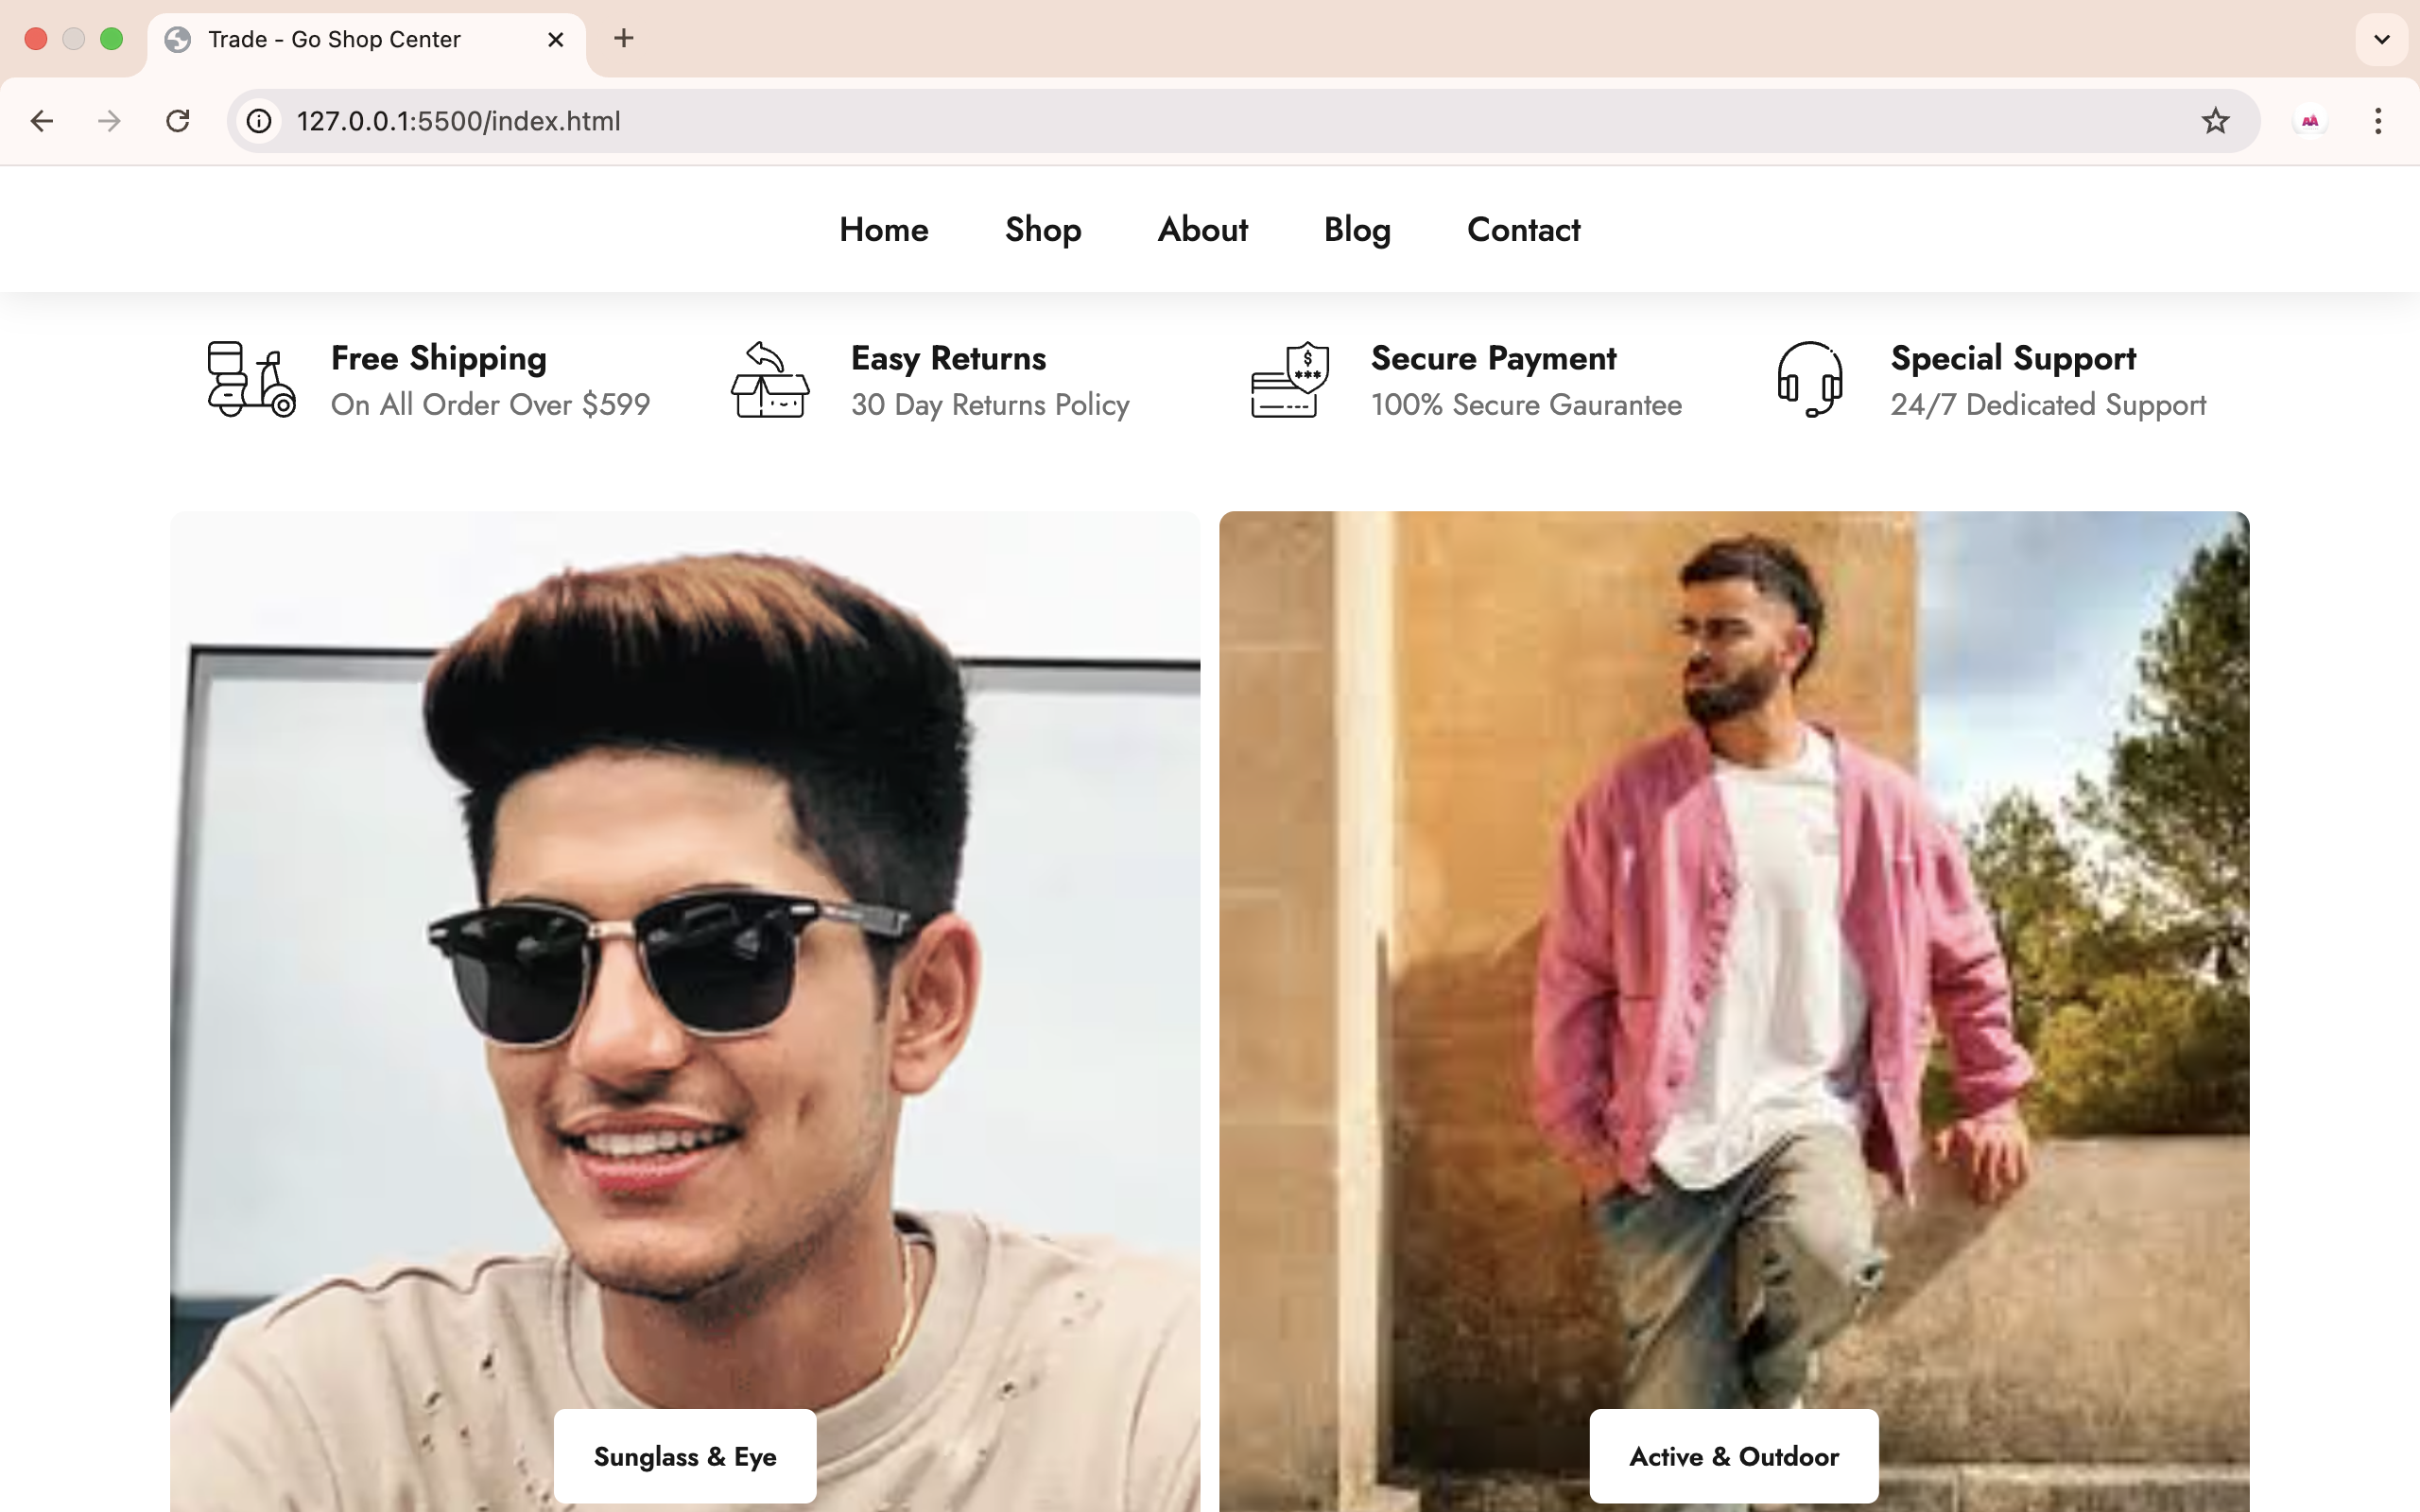 Trade - Go Shop Center
127.0.0.1:5500/index.html
AA
Home Shop About Blog Contact
Free Shipping
On All Order Over $599
Easy Returns
30 Day Returns Policy
$
***
Secure Payment
100% Secure Gaurantee
Special Support
24/7 Dedicated Support
Sunglass & Eye
Active & Outdoor